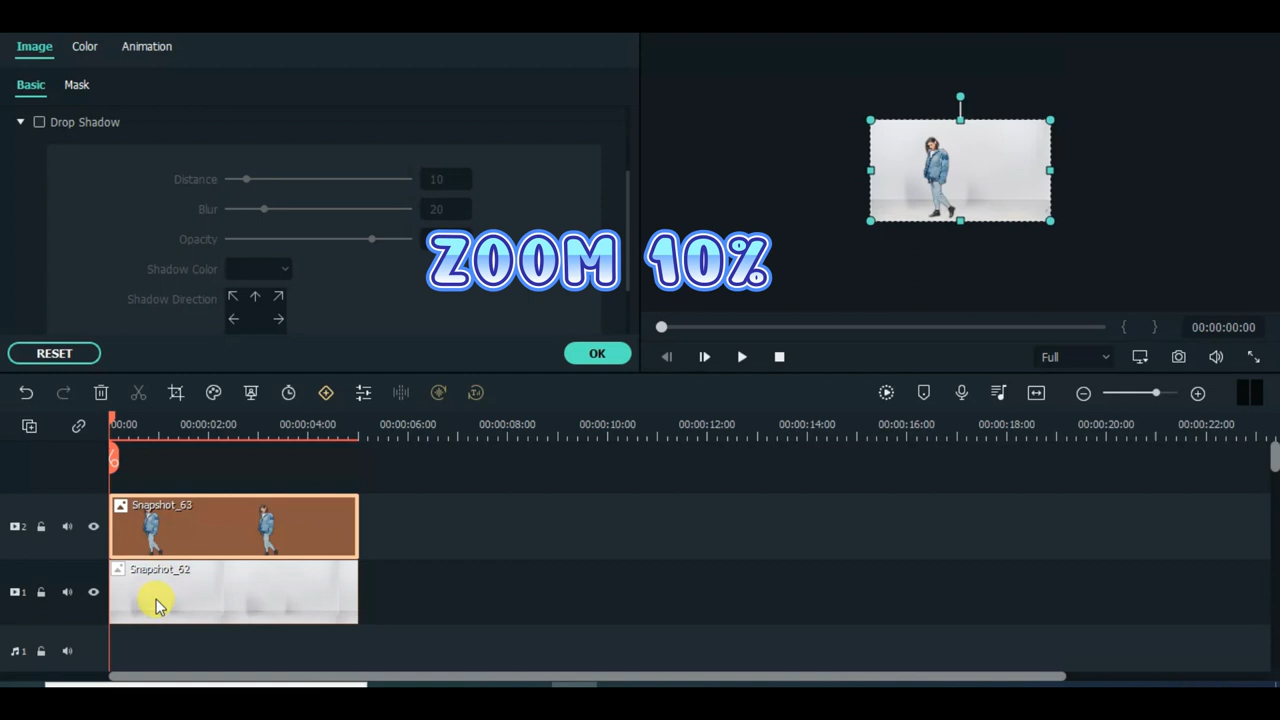 Image Color Animation
Basic Mask
Drop Shadow
Distance 10
Blur 20
Opacity
Shadow Color
Shadow Direction
ZOOM 10%
RESET OK
{ } 00:00:00:00
Full
00:00 00:00:02:00 00:00:04:00 00:00:06:00 00:00:08:00 00:00:10:00 00:00:12:00 00:00:14:00 00:00:16:00 00:00:18:00 00:00:20:00 00:00:22:00
Snapshot_63
2
Snapshot_62
1
1